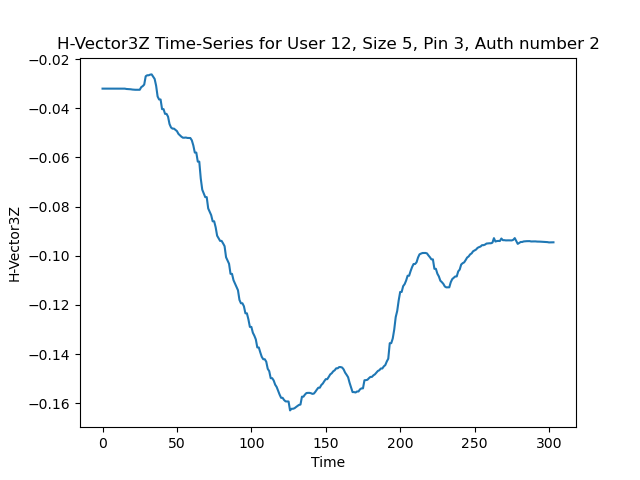 H-Vector3Z Time-Series for User 12, Size 5, Pin 3, Auth number 2
−0.02
−0.04
−0.06
−0.08
−0.10
−0.12
−0.14
−0.16
H-Vector3Z
0 50 100 150 200 250 300
Time